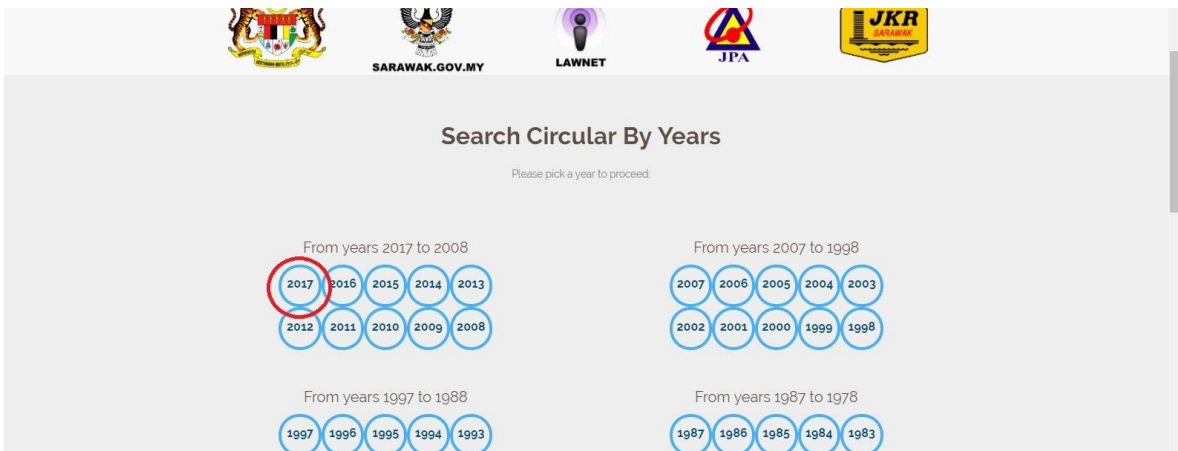 JKR
SARAWAK
SARAWAK.GOV.MY
LAWNET
JPA
Search Circular By Years
Please pick a year to proceed:
From years 2017 to 2008
2017 2016 2015 2014 2013
2012 2011 2010 2009 2008
From years 2007 to 1998
2007 2006 2005 2004 2003
2002 2001 2000 1999 1998
From years 1997 to 1988
1997 1996 1995 1994 1993
From years 1987 to 1978
1987 1986 1985 1984 1983